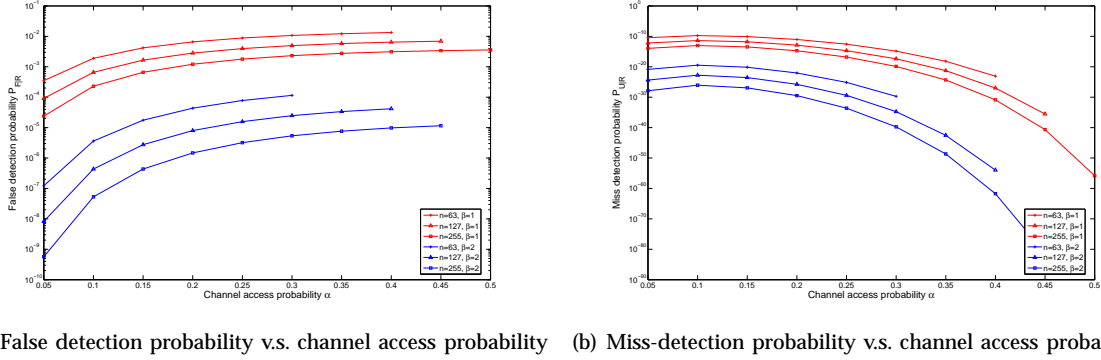 10^0
10^-1
10^-2
10^-3
10^-4
10^-5
10^-6
10^-7
10^-8
10^-9
10^-10
False detection probability P_F|R
0.05 0.1 0.15 0.2 0.25 0.3 0.35 0.4 0.45 0.5
Channel access probability α
n=63, β=1
n=127, β=1
n=255, β=1
n=63, β=2
n=127, β=2
n=255, β=2
10^0
10^-10
10^-20
10^-30
10^-40
10^-50
10^-60
10^-70
10^-80
10^-90
Miss detection probability P_U|R
0.05 0.1 0.15 0.2 0.25 0.3 0.35 0.4 0.45 0.5
Channel access probability α
n=63, β=1
n=127, β=1
n=255, β=1
n=63, β=2
n=127, β=2
n=255, β=2
False detection probability v.s. channel access probability
(b) Miss-detection probability v.s. channel access proba